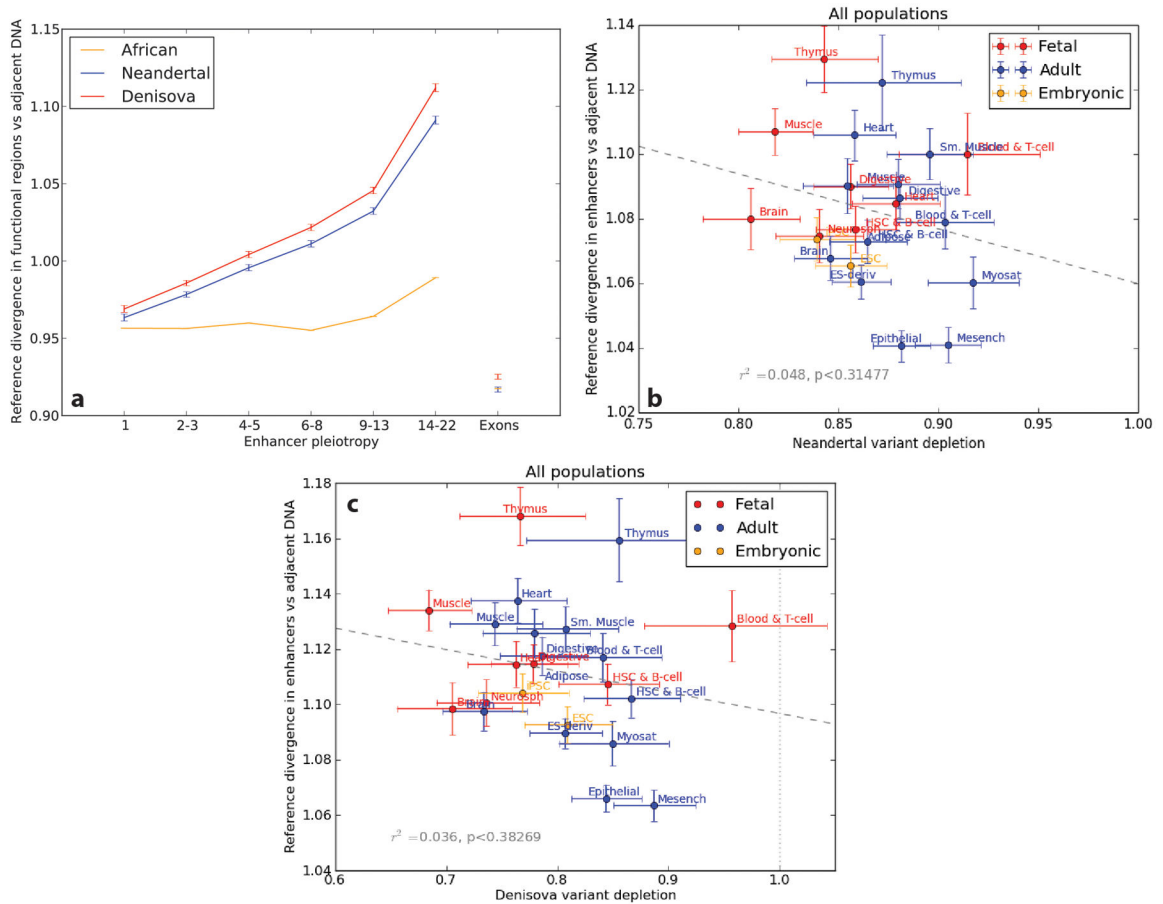 1.15
African
Neandertal
Denisova
1.10
1.05
1.00
0.95
0.90
Reference divergence in functional regions vs adjacent DNA
a
1
2-3
4-5
6-8
9-13
14-22
Exons
Enhancer pleiotropy
All populations
1.14
1.12
1.10
1.08
1.06
1.04
1.02
Reference divergence in enhancers vs adjacent DNA
Fetal
Adult
Embryonic
Thymus
Thymus
Muscle
Heart
Sm. Muscle
Blood & T-cell
Muscle
Digestive
Digestive
Heart
Brain
Blood & T-cell
HSC & B-cell
Neurosph
HSC & B-cell
Adipose
Brain
ESC
ES-deriv
Myosat
Epithelial
Mesench
r² =0.048, p<0.31477
b
0.75
0.80
0.85
0.90
0.95
1.00
Neandertal variant depletion
All populations
c
1.18
1.16
1.14
1.12
1.10
1.08
1.06
1.04
Reference divergence in enhancers vs adjacent DNA
Fetal
Adult
Embryonic
Thymus
Thymus
Muscle
Heart
Muscle
Sm. Muscle
Blood & T-cell
Digestive
Blood & T-cell
Heart
Digestive
Adipose
HSC & B-cell
iPSC
HSC & B-cell
Brain
Neurosph
Brain
ESC
ES-deriv
Myosat
Epithelial
Mesench
r² =0.036, p<0.38269
0.6
0.7
0.8
0.9
1.0
Denisova variant depletion